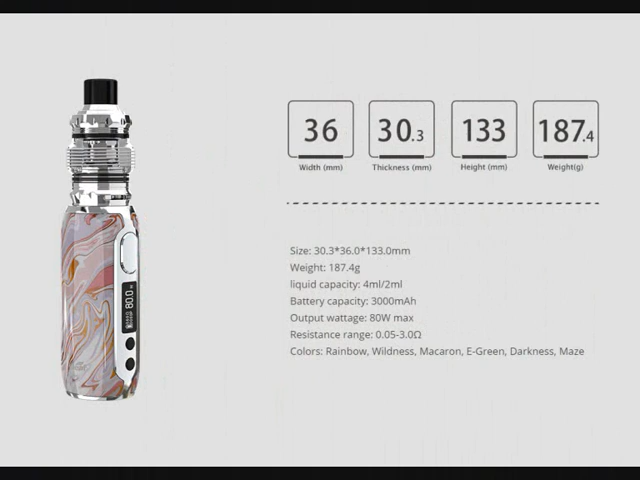 36
30.3
133
187.4
Width (mm)
Thickness (mm)
Height (mm)
Weight(g)
Size: 30.3*36.0*133.0mm
Weight: 187.4g
liquid capacity: 4ml/2ml
Battery capacity: 3000mAh
Output wattage: 80W max
Resistance range: 0.05-3.0Ω
Colors: Rainbow, Wildness, Macaron, E-Green, Darkness, Maze
80.0